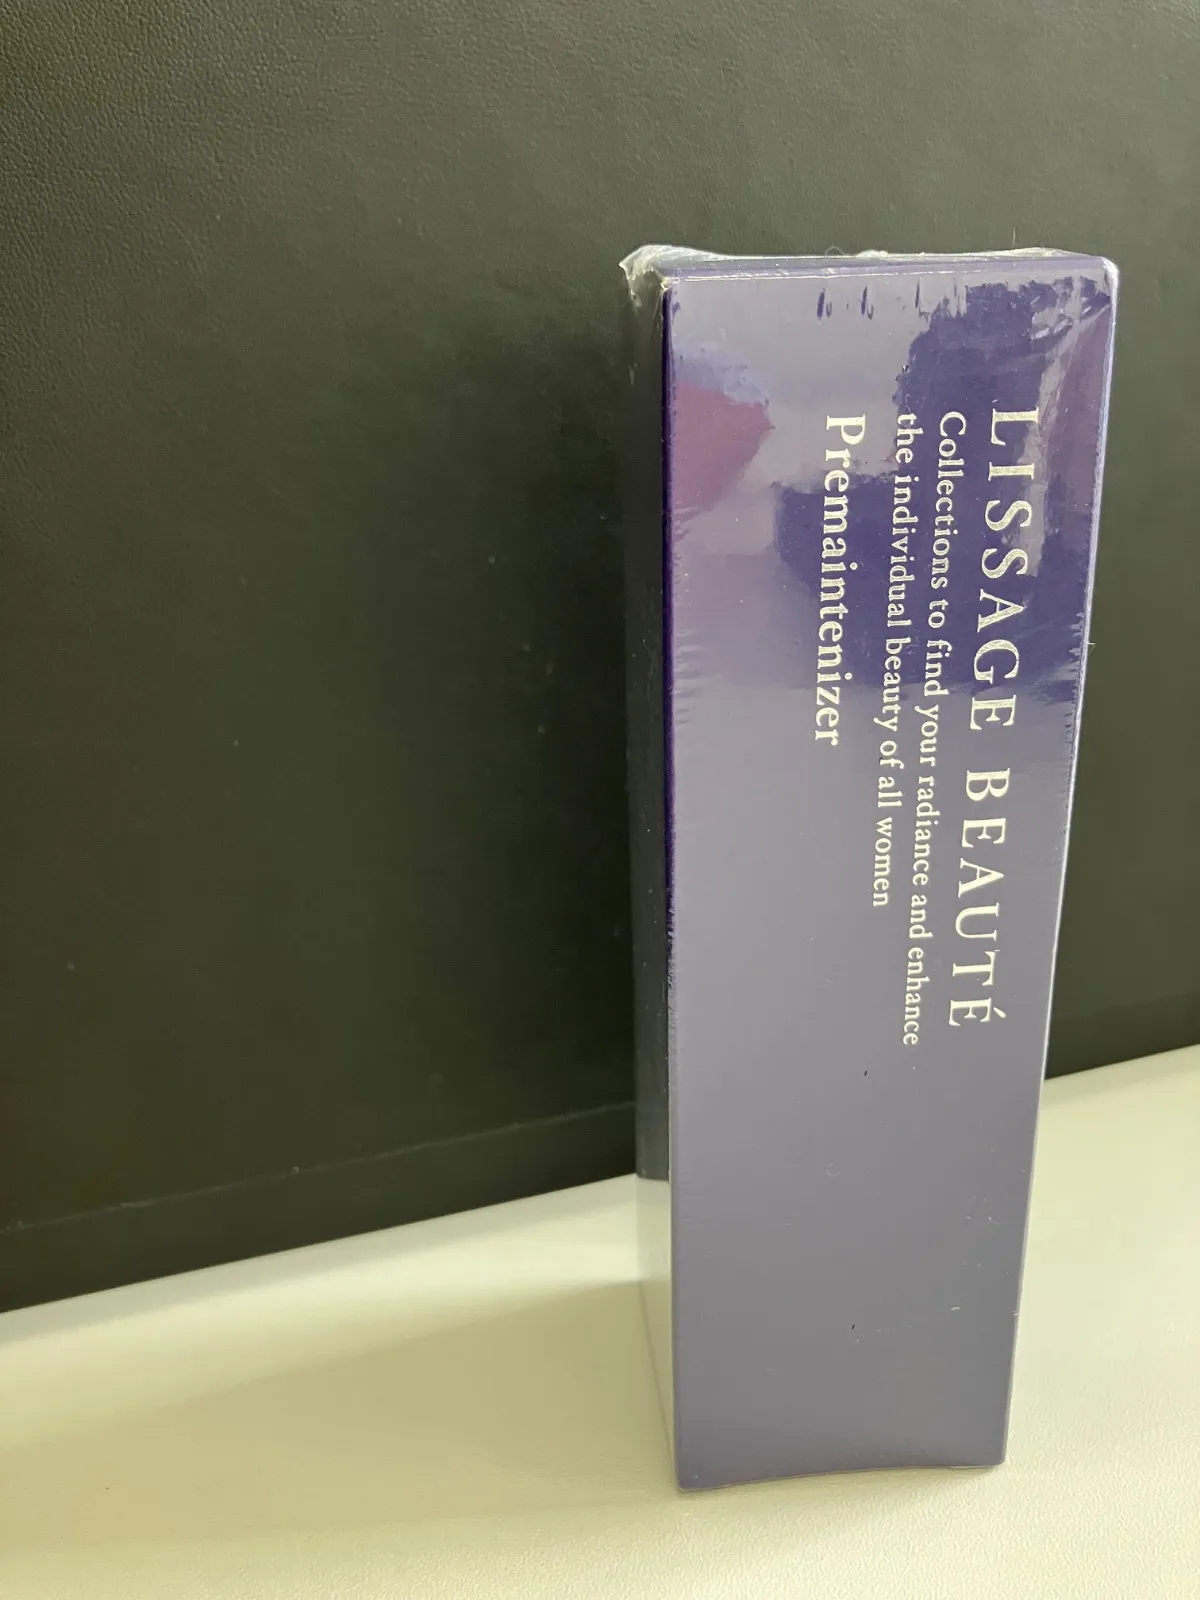 LISSAGE BEAUTÉ
Collections to find your radiance and enhance
the individual beauty of all women
Premaintenizer